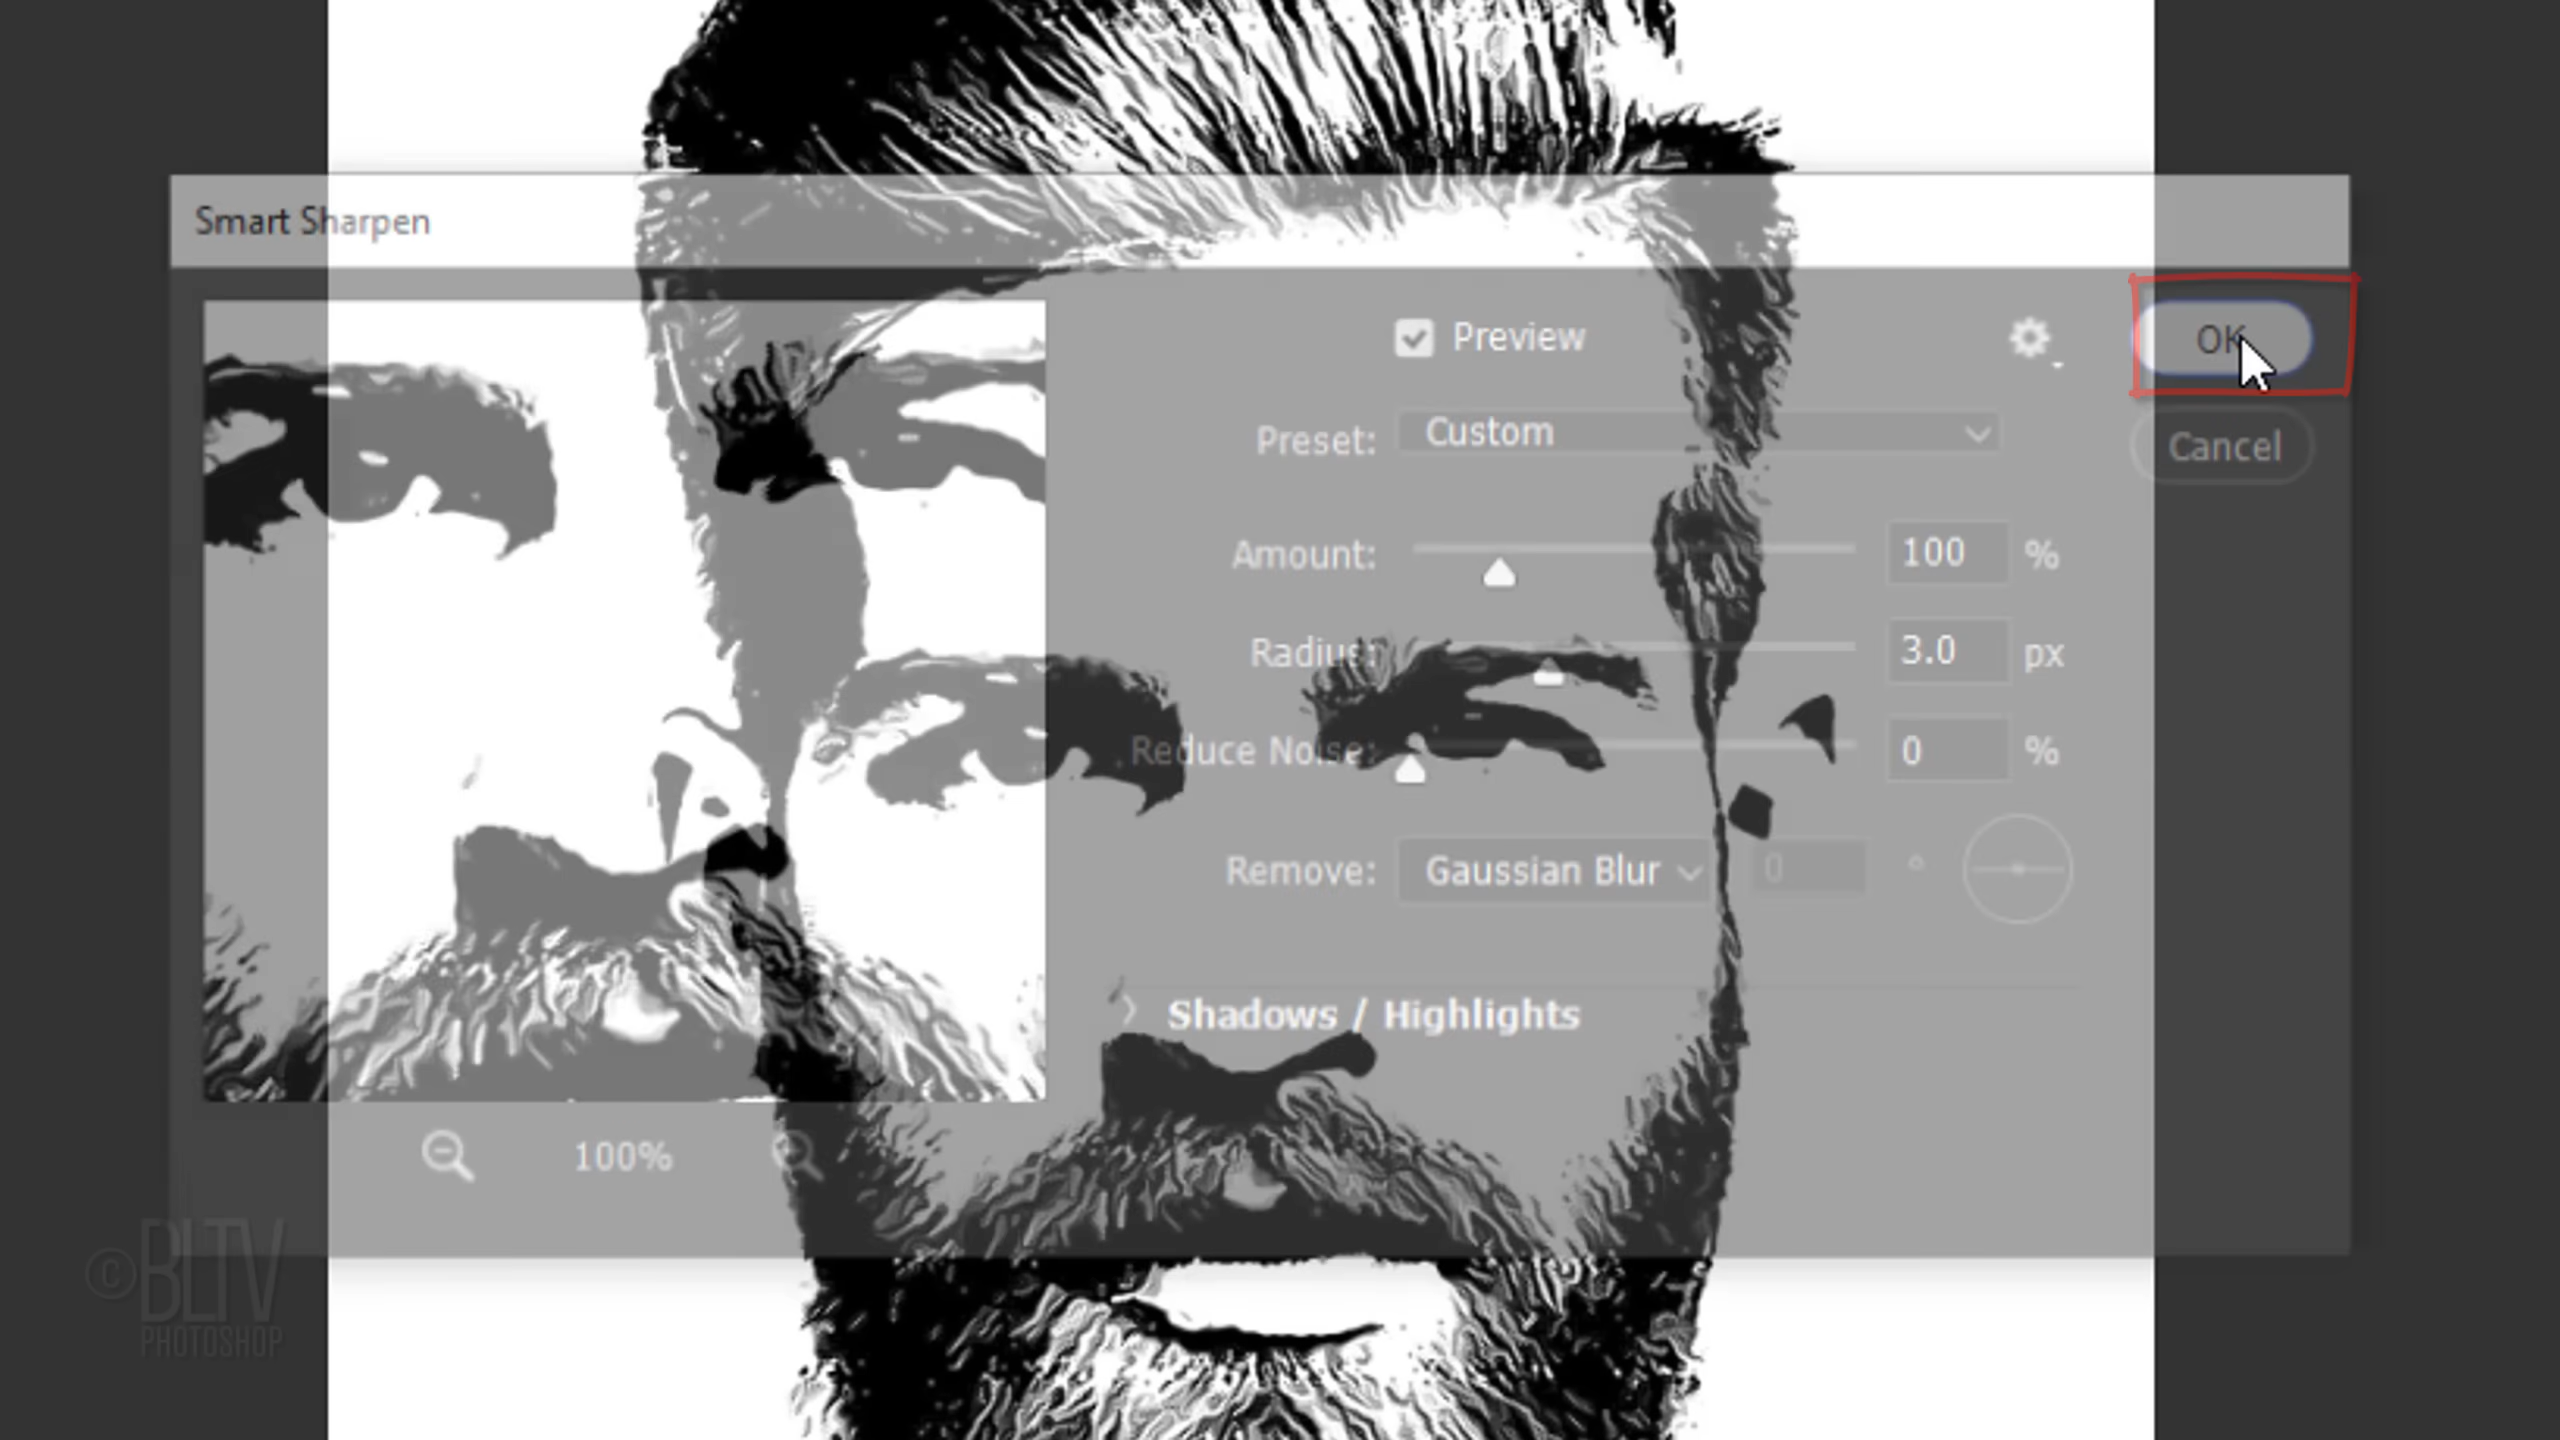 Smart Sharpen
Preview
OK
Preset: Custom
Cancel
Amount: 100 %
Radius: 3.0 px
Reduce Noise: 0 %
Remove: Gaussian Blur 0 °
Shadows / Highlights
100%
©BLTV
PHOTOSHOP